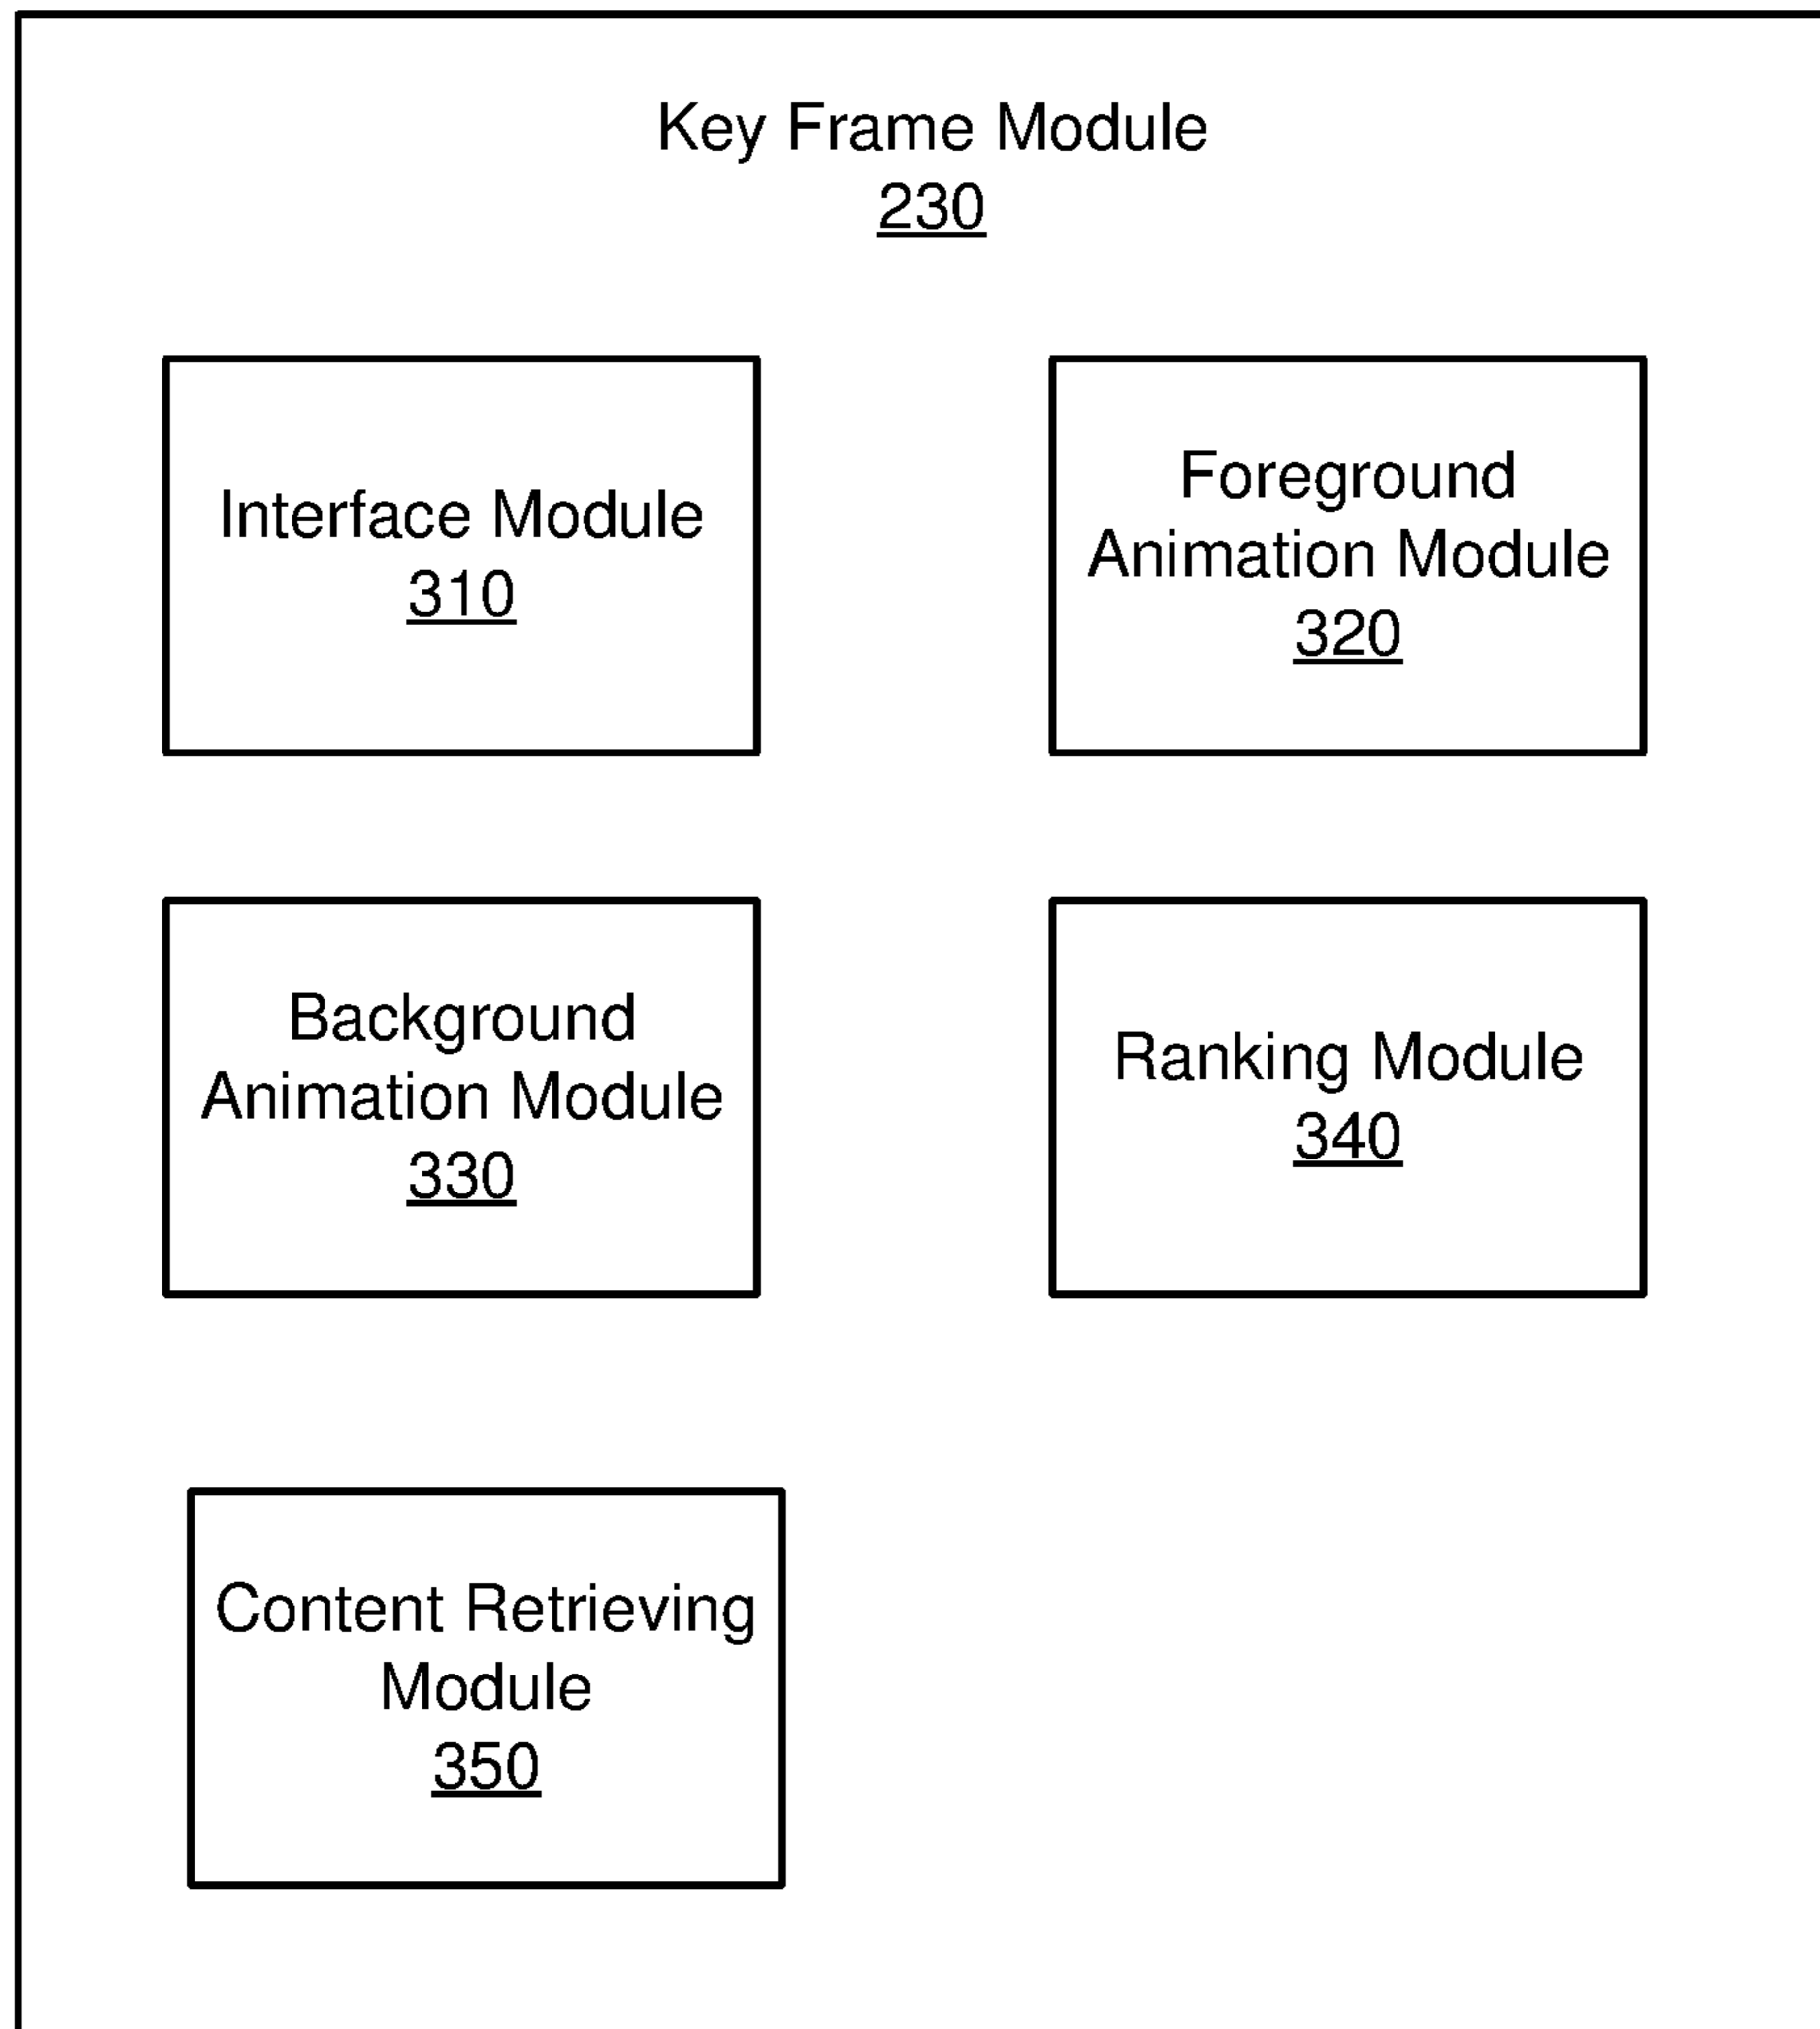 Key Frame Module
230
Interface Module
310
Foreground
Animation Module
320
Background
Animation Module
330
Ranking Module
340
Content Retrieving
Module
350